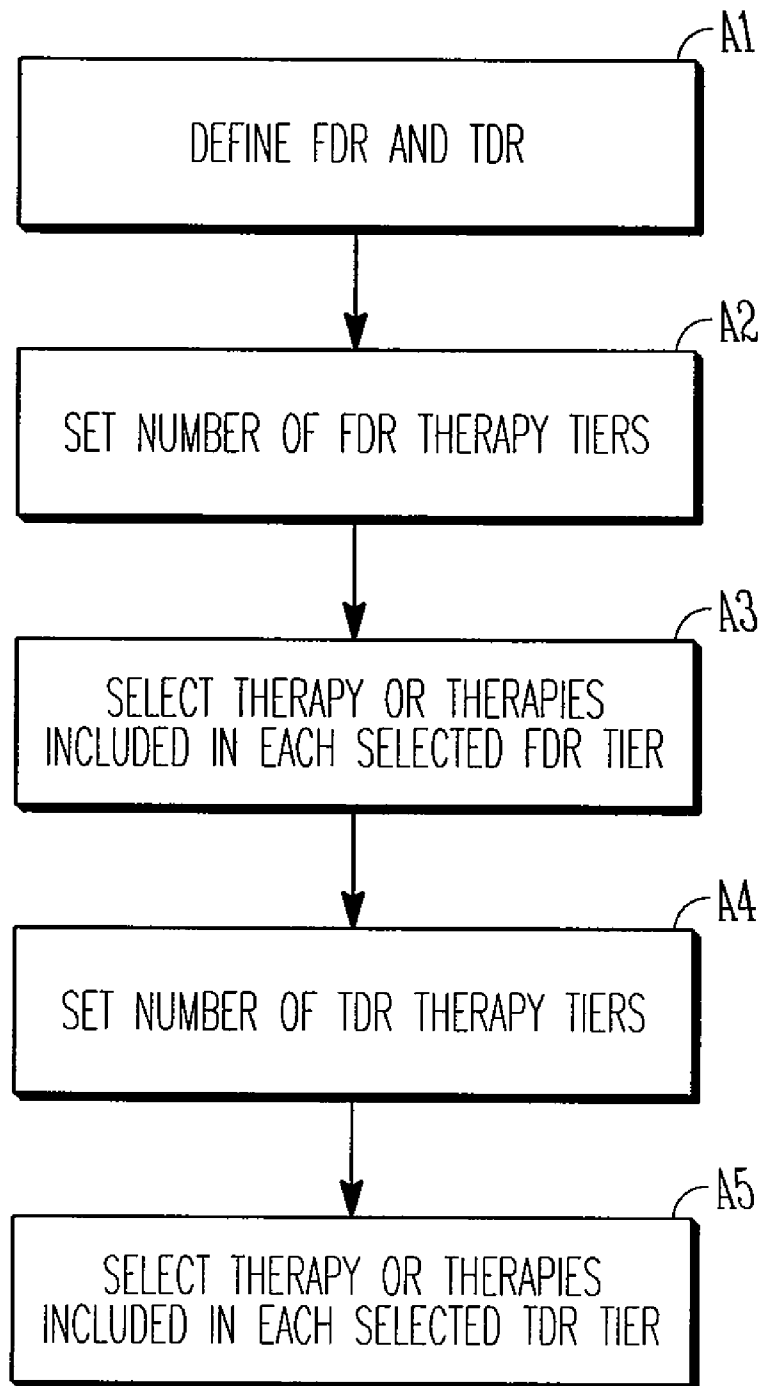 A1
DEFINE FDR AND TDR
A2
SET NUMBER OF FDR THERAPY TIERS
A3
SELECT THERAPY OR THERAPIES
INCLUDED IN EACH SELECTED FDR TIER
A4
SET NUMBER OF TDR THERAPY TIERS
A5
SELECT THERAPY OR THERAPIES
INCLUDED IN EACH SELECTED TDR TIER